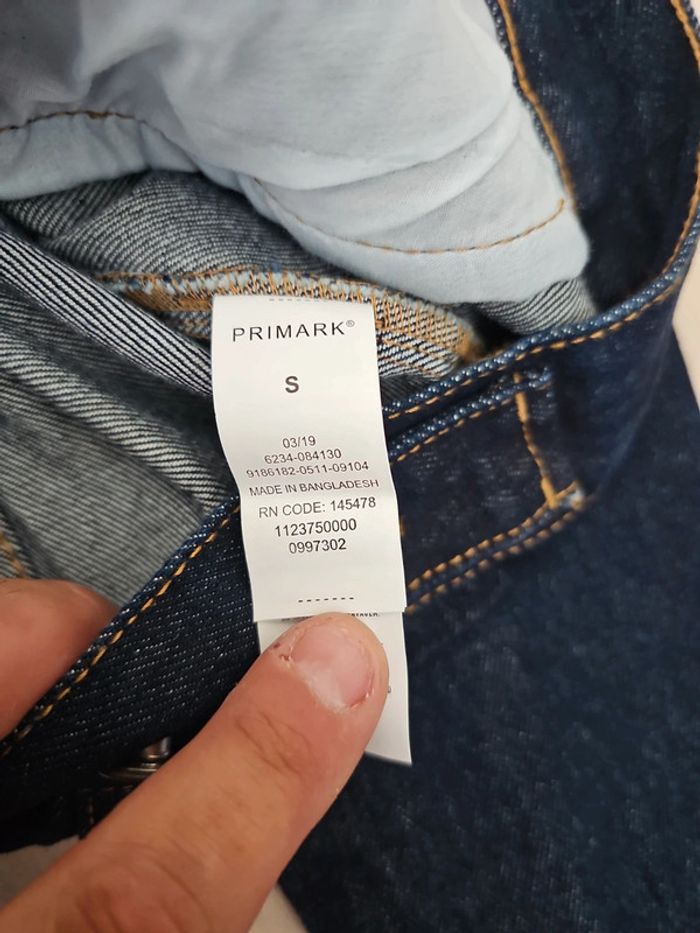 PRIMARK®
S
03/19
6234-084130
9186182-0511-09104
MADE IN BANGLADESH
RN CODE: 145478
1123750000
0997302